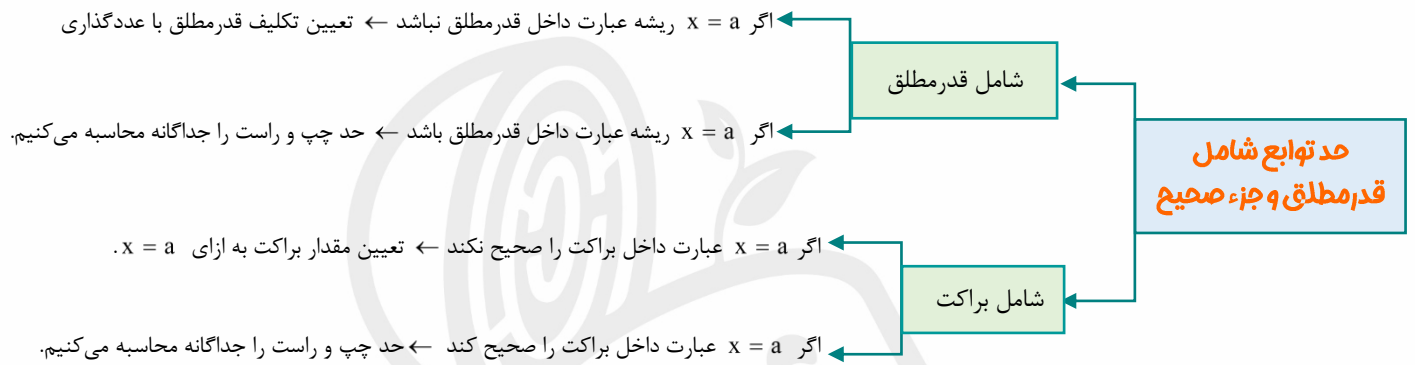 حد توابع شامل
قدرمطلق و جزء صحیح
شامل قدرمطلق
اگر x = a ریشه عبارت داخل قدرمطلق نباشد ← تعیین تکلیف قدرمطلق با عددگذاری
اگر x = a ریشه عبارت داخل قدرمطلق باشد ← حد چپ و راست را جداگانه محاسبه می‌کنیم.
شامل براکت
اگر x = a عبارت داخل براکت را صحیح نکند ← تعیین مقدار براکت به ازای x = a .
اگر x = a عبارت داخل براکت را صحیح کند ← حد چپ و راست را جداگانه محاسبه می‌کنیم.